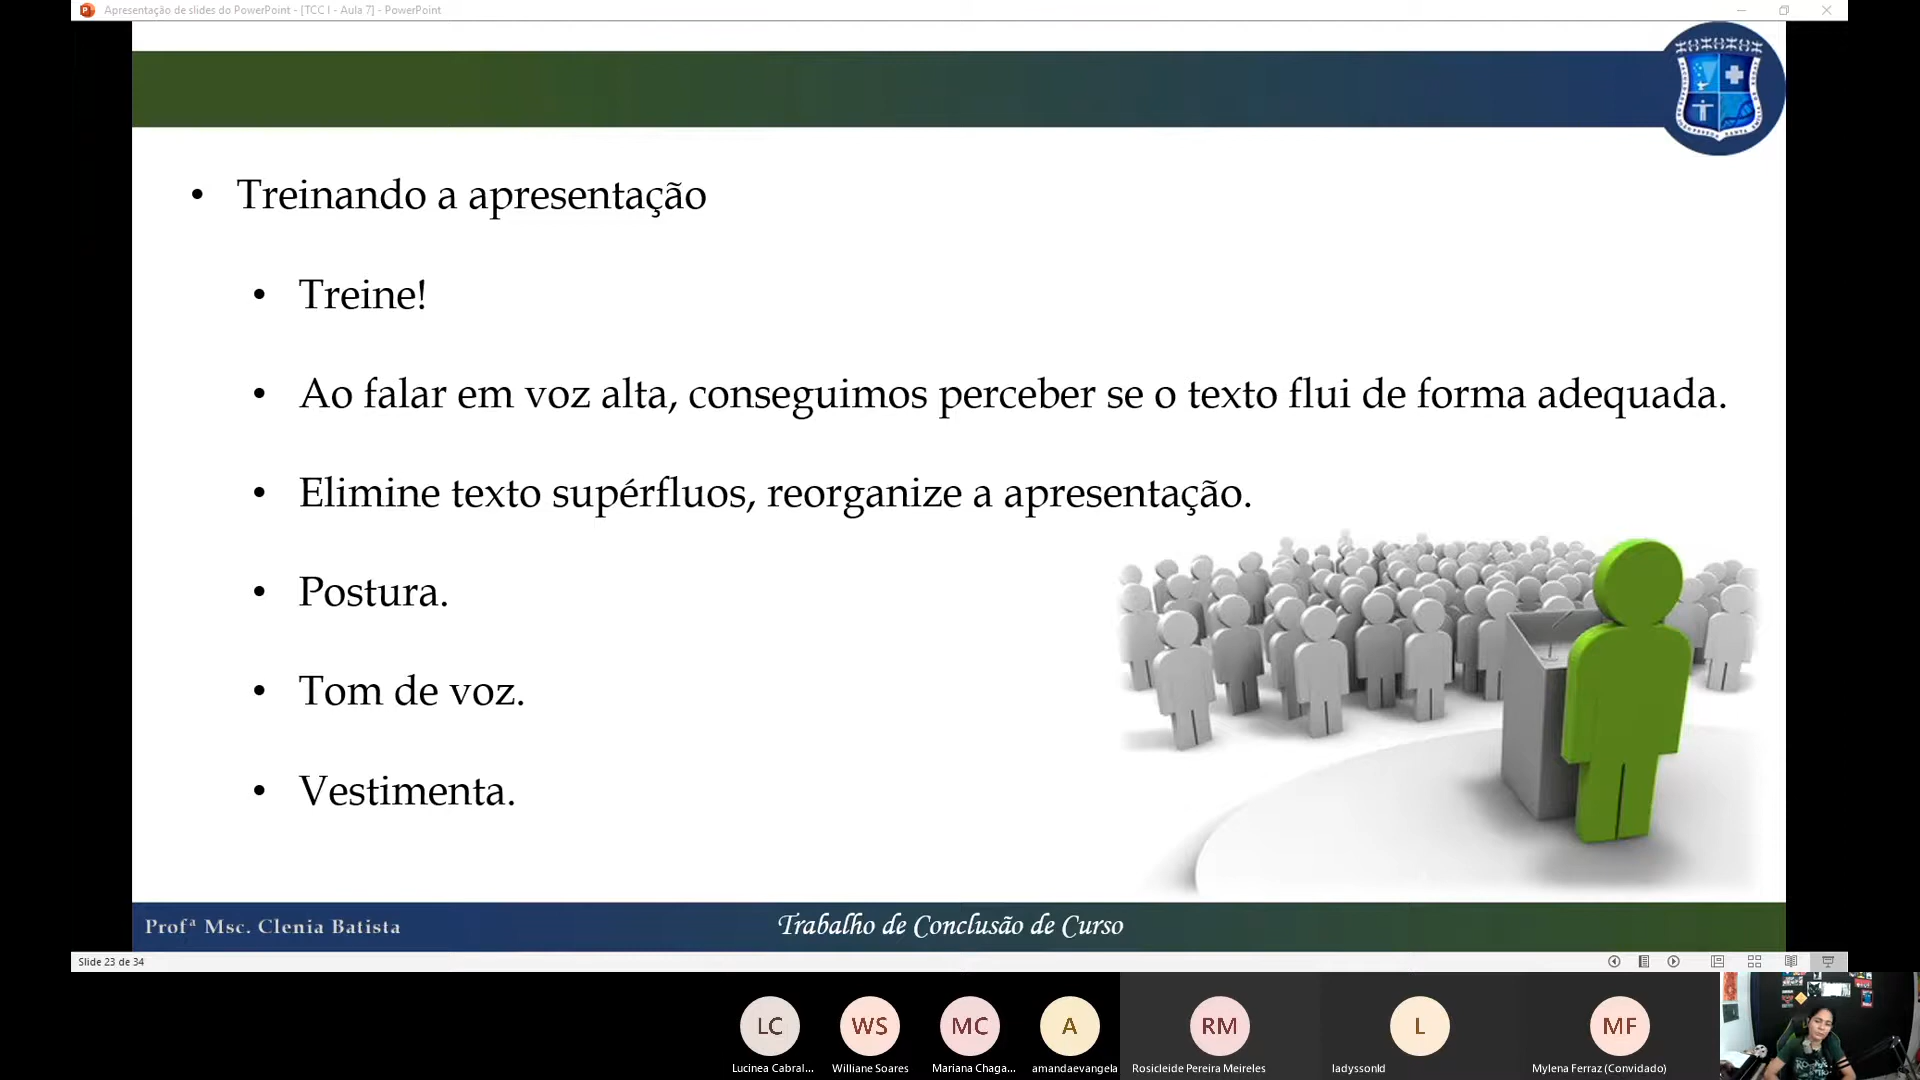 Apresentação de slides do PowerPoint - [TCC I - Aula 7] - PowerPoint
• Treinando a apresentação
• Treine!
• Ao falar em voz alta, conseguimos perceber se o texto flui de forma adequada.
• Elimine texto supérfluos, reorganize a apresentação.
• Postura.
• Tom de voz.
• Vestimenta.
Profª Msc. Clenia Batista
Trabalho de Conclusão de Curso
Slide 23 de 34
LC
WS
MC
A
RM
L
MF
Lucinea Cabral...
Williane Soares
Mariana Chaga...
amandaevangela
Rosicleide Pereira Meireles
ladyssonld
Mylena Ferraz (Convidado)